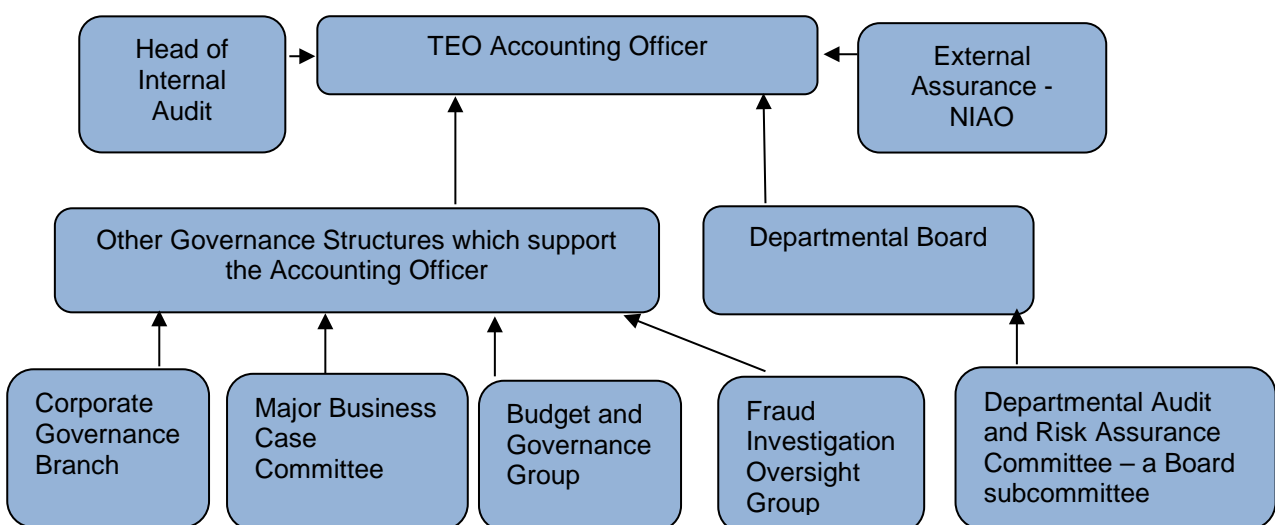 Head of
Internal
Audit
TEO Accounting Officer
External
Assurance -
NIAO
Other Governance Structures which support
the Accounting Officer
Departmental Board
Corporate
Governance
Branch
Major Business
Case
Committee
Budget and
Governance
Group
Fraud
Investigation
Oversight
Group
Departmental Audit
and Risk Assurance
Committee – a Board
subcommittee